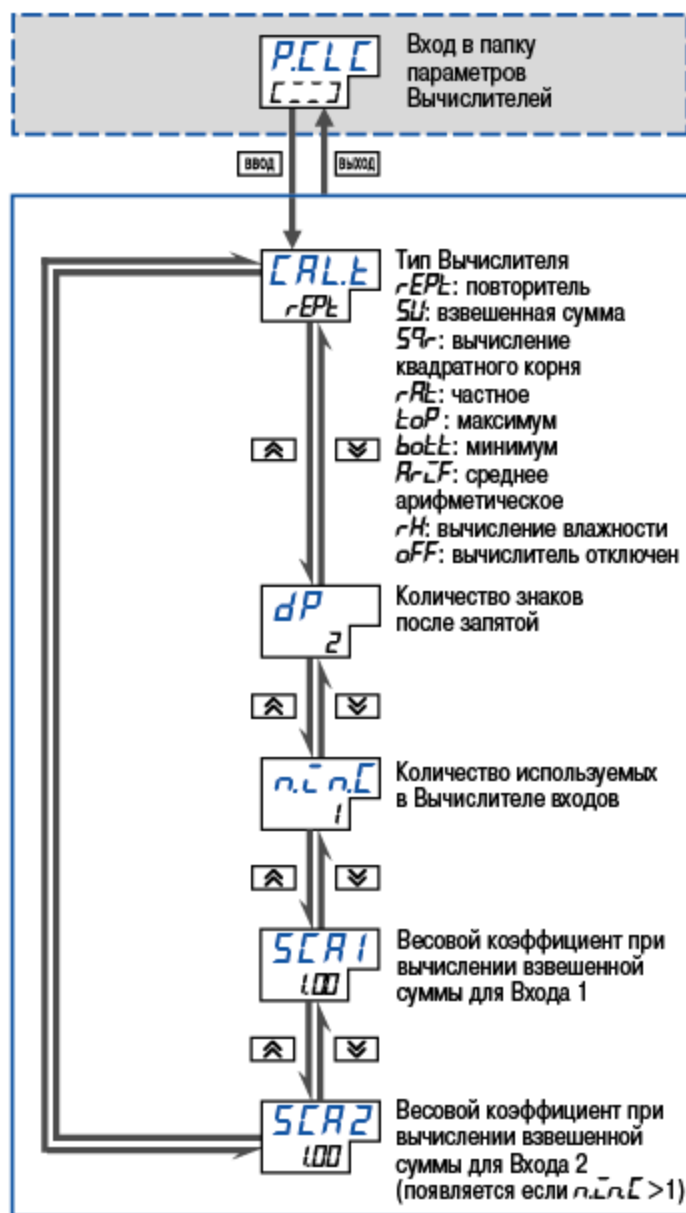 P.CLC
[---]
Вход в папку
параметров
Вычислителей
ВВОД
ВЫХОД
CAL.t
rEPt
Тип Вычислителя
rEPt: повторитель
SU: взвешенная сумма
Sqr: вычисление
квадратного корня
rAt: частное
toP : максимум
bott: минимум
AriF: среднее
арифметическое
rH: вычисление влажности
oFF: вычислитель отключен
dP
2
Количество знаков
после запятой
n.in.C
1
Количество используемых
в Вычислителе входов
SCA1
1.00
Весовой коэффициент при
вычислении взвешенной
суммы для Входа 1
SCA2
1.00
Весовой коэффициент при
вычислении взвешенной
суммы для Входа 2
(появляется если n.in.C >1)